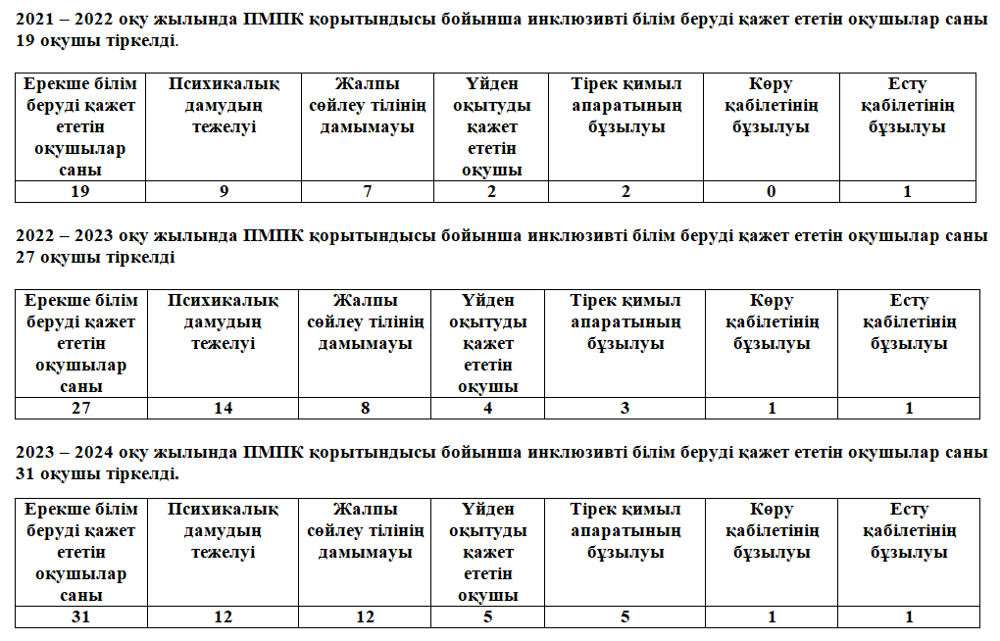 2021 – 2022 оқу жылында ПМПК қорытындысы бойынша инклюзивті білім беруді қажет ететін оқушылар саны
19 оқушы тіркелді.
Ерекше білім беруді қажет ететін оқушылар саны
Психикалық дамудың тежелуі
Жалпы сөйлеу тілінің дамымауы
Үйден оқытуды қажет ететін оқушы
Тірек қимыл апаратының бұзылуы
Көру қабілетінің бұзылуы
Есту қабілетінің бұзылуы
19 9 7 2 2 0 1
2022 – 2023 оқу жылында ПМПК қорытындысы бойынша инклюзивті білім беруді қажет ететін оқушылар саны
27 оқушы тіркелді
Ерекше білім беруді қажет ететін оқушылар саны
Психикалық дамудың тежелуі
Жалпы сөйлеу тілінің дамымауы
Үйден оқытуды қажет ететін оқушы
Тірек қимыл апаратының бұзылуы
Көру қабілетінің бұзылуы
Есту қабілетінің бұзылуы
27 14 8 4 3 1 1
2023 – 2024 оқу жылында ПМПК қорытындысы бойынша инклюзивті білім беруді қажет ететін оқушылар саны
31 оқушы тіркелді.
Ерекше білім беруді қажет ететін оқушылар саны
Психикалық дамудың тежелуі
Жалпы сөйлеу тілінің дамымауы
Үйден оқытуды қажет ететін оқушы
Тірек қимыл апаратының бұзылуы
Көру қабілетінің бұзылуы
Есту қабілетінің бұзылуы
31 12 12 5 5 1 1